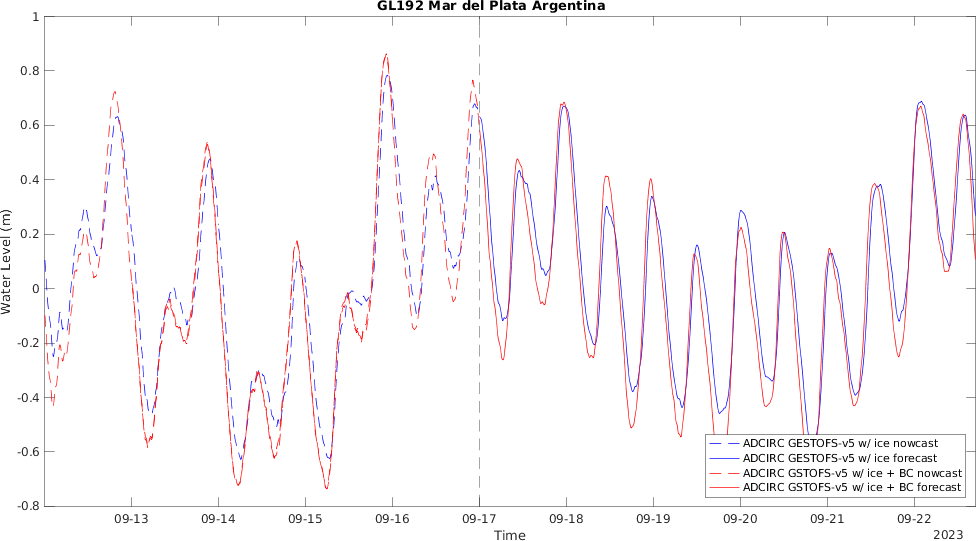 GL192 Mar del Plata Argentina
1
0.8
0.6
0.4
0.2
0
-0.2
-0.4
-0.6
-0.8
Water Level (m)
ADCIRC GESTOFS-v5 w/ ice nowcast
ADCIRC GESTOFS-v5 w/ ice forecast
ADCIRC GSTOFS-v5 w/ ice + BC nowcast
ADCIRC GSTOFS-v5 w/ ice + BC forecast
09-13 09-14 09-15 09-16 09-17 09-18 09-19 09-20 09-21 09-22
Time
2023